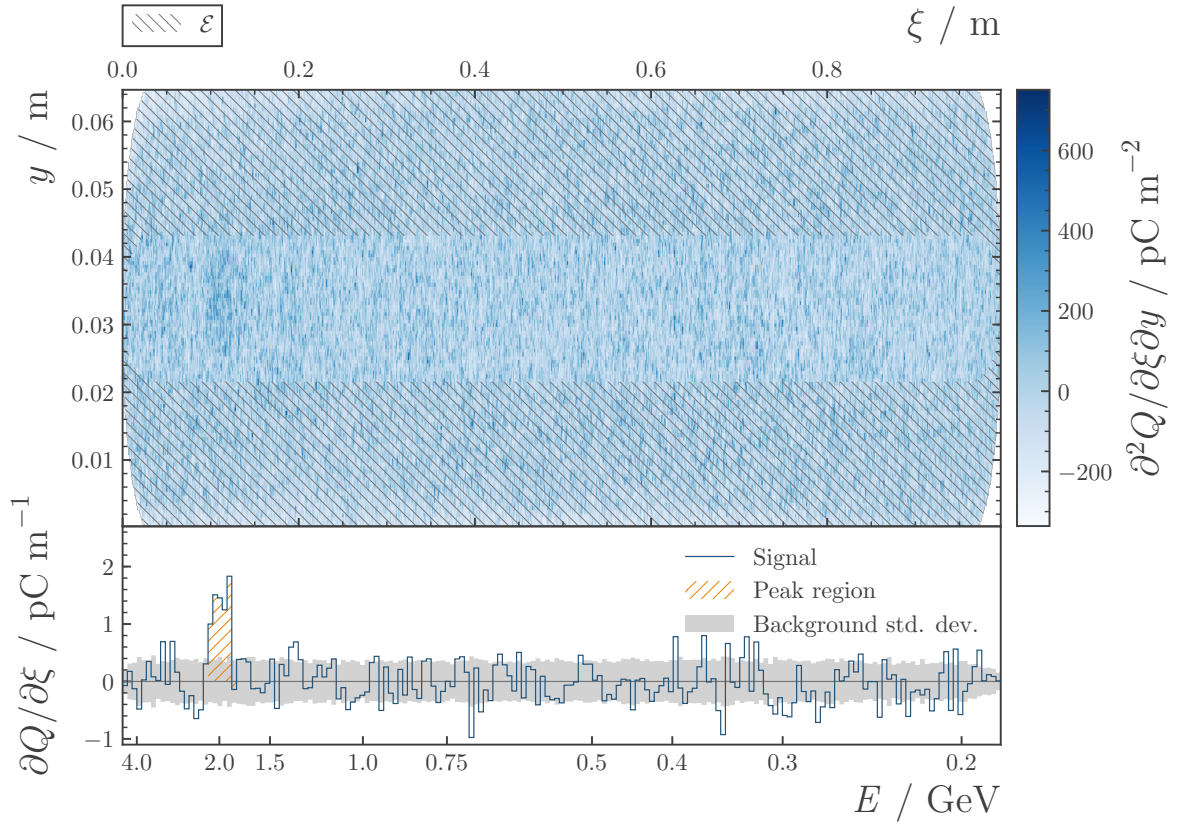 ℰ
ξ / m
0.0 0.2 0.4 0.6 0.8
y / m
0.06
0.05
0.04
0.03
0.02
0.01
600
400
200
0
−200
∂²Q/∂ξ∂y / pC m⁻²
∂Q/∂ξ / pC m⁻¹
2
1
0
−1
Signal
Peak region
Background std. dev.
4.0 2.0 1.5 1.0 0.75 0.5 0.4 0.3 0.2
E / GeV